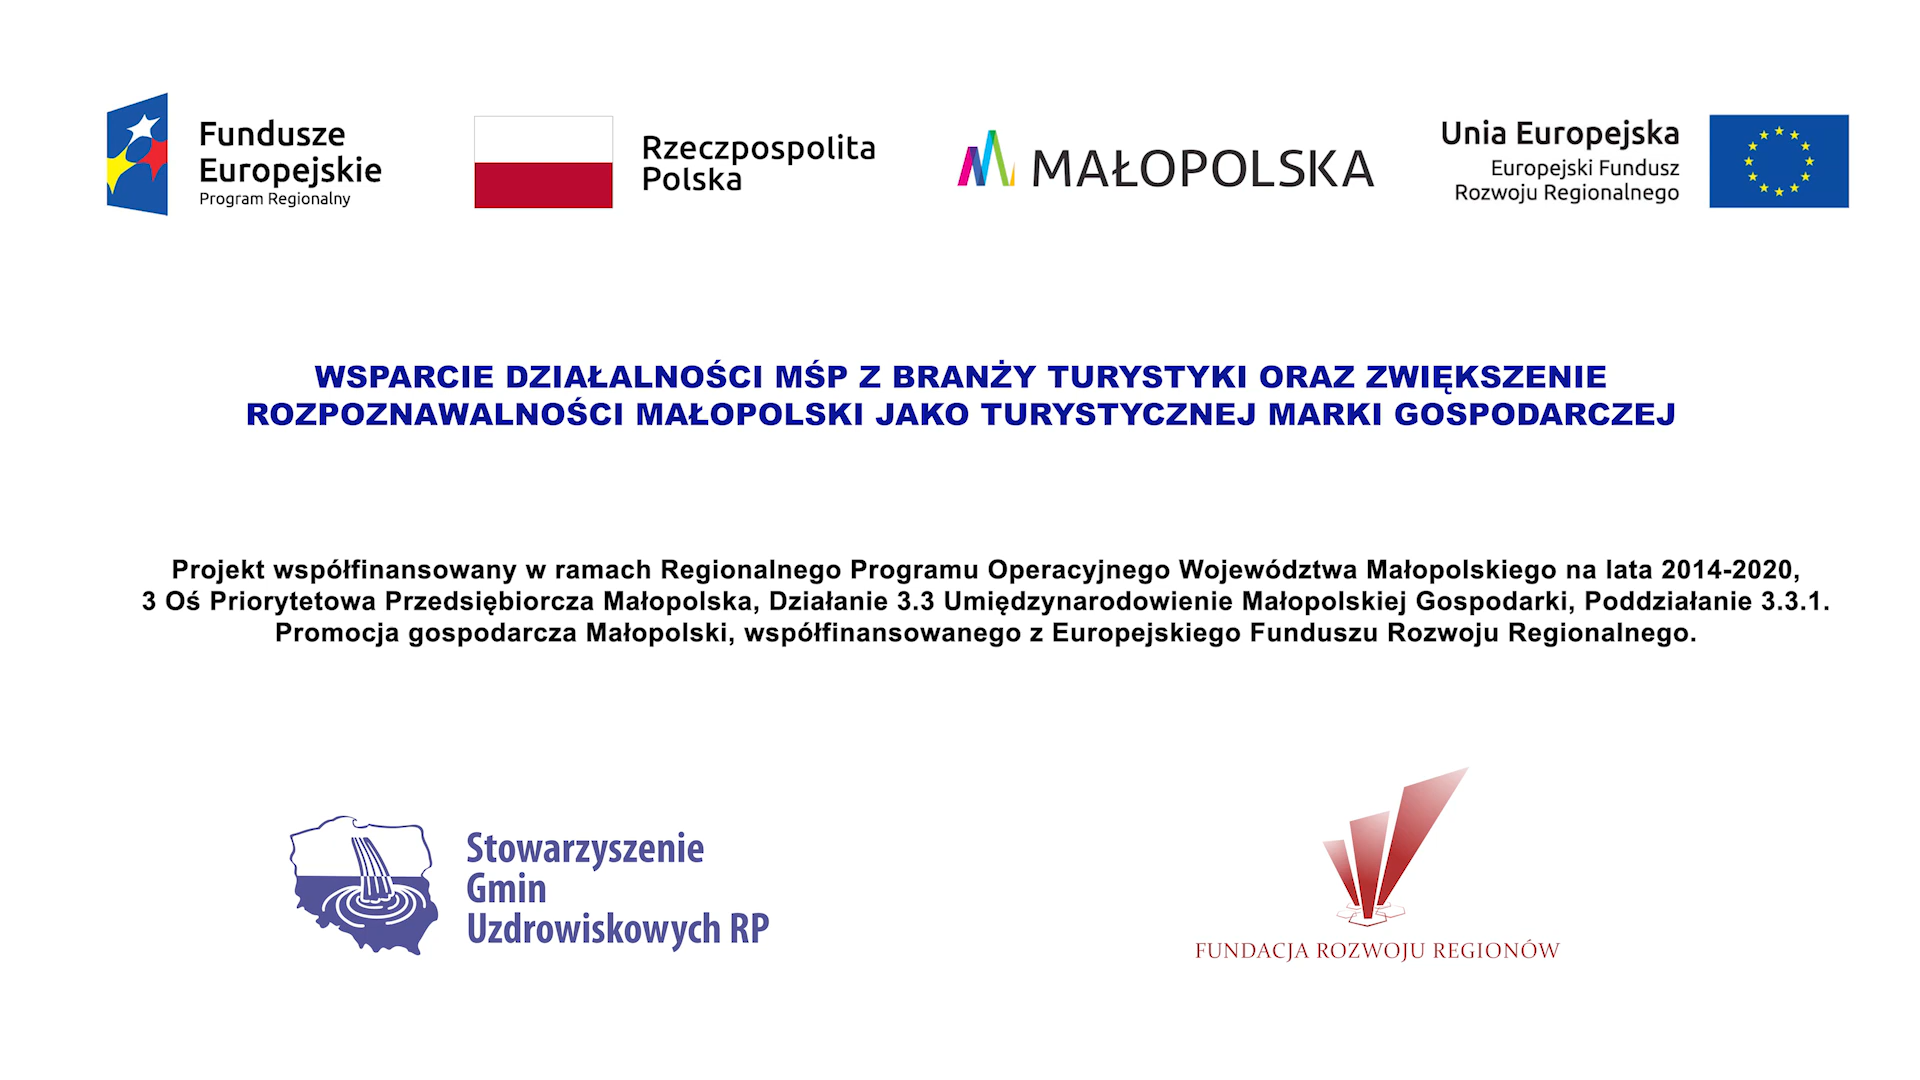 Fundusze
Europejskie
Program Regionalny
Rzeczpospolita
Polska
MAŁOPOLSKA
Unia Europejska
Europejski Fundusz
Rozwoju Regionalnego
WSPARCIE DZIAŁALNOŚCI MŚP Z BRANŻY TURYSTYKI ORAZ ZWIĘKSZENIE
ROZPOZNAWALNOŚCI MAŁOPOLSKI JAKO TURYSTYCZNEJ MARKI GOSPODARCZEJ
Projekt współfinansowany w ramach Regionalnego Programu Operacyjnego Województwa Małopolskiego na lata 2014-2020,
3 Oś Priorytetowa Przedsiębiorcza Małopolska, Działanie 3.3 Umiędzynarodowienie Małopolskiej Gospodarki, Poddziałanie 3.3.1.
Promocja gospodarcza Małopolski, współfinansowanego z Europejskiego Funduszu Rozwoju Regionalnego.
Stowarzyszenie
Gmin
Uzdrowiskowych RP
FUNDACJA ROZWOJU REGIONÓW